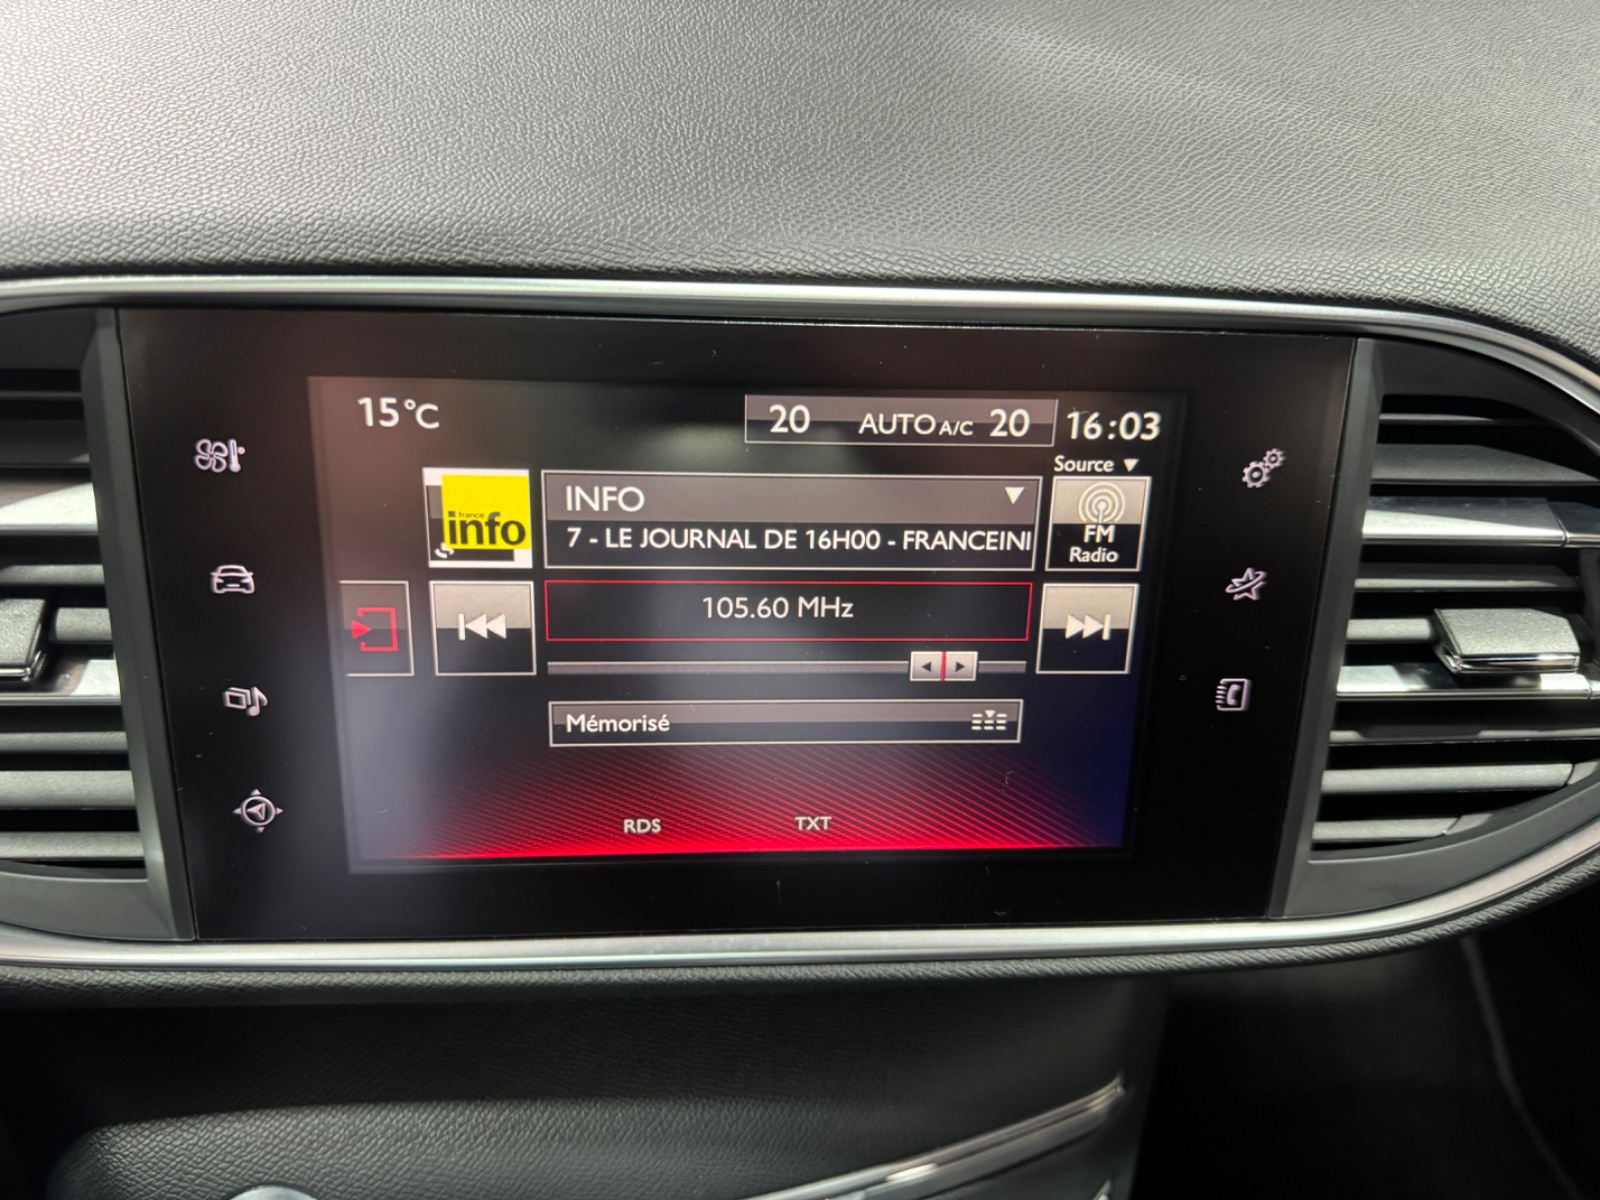 15°C
20 AUTO A/C 20
16:03
Source
france
info
INFO
7 - LE JOURNAL DE 16H00 - FRANCEINI
FM
Radio
105.60 MHz
Mémorisé
RDS TXT